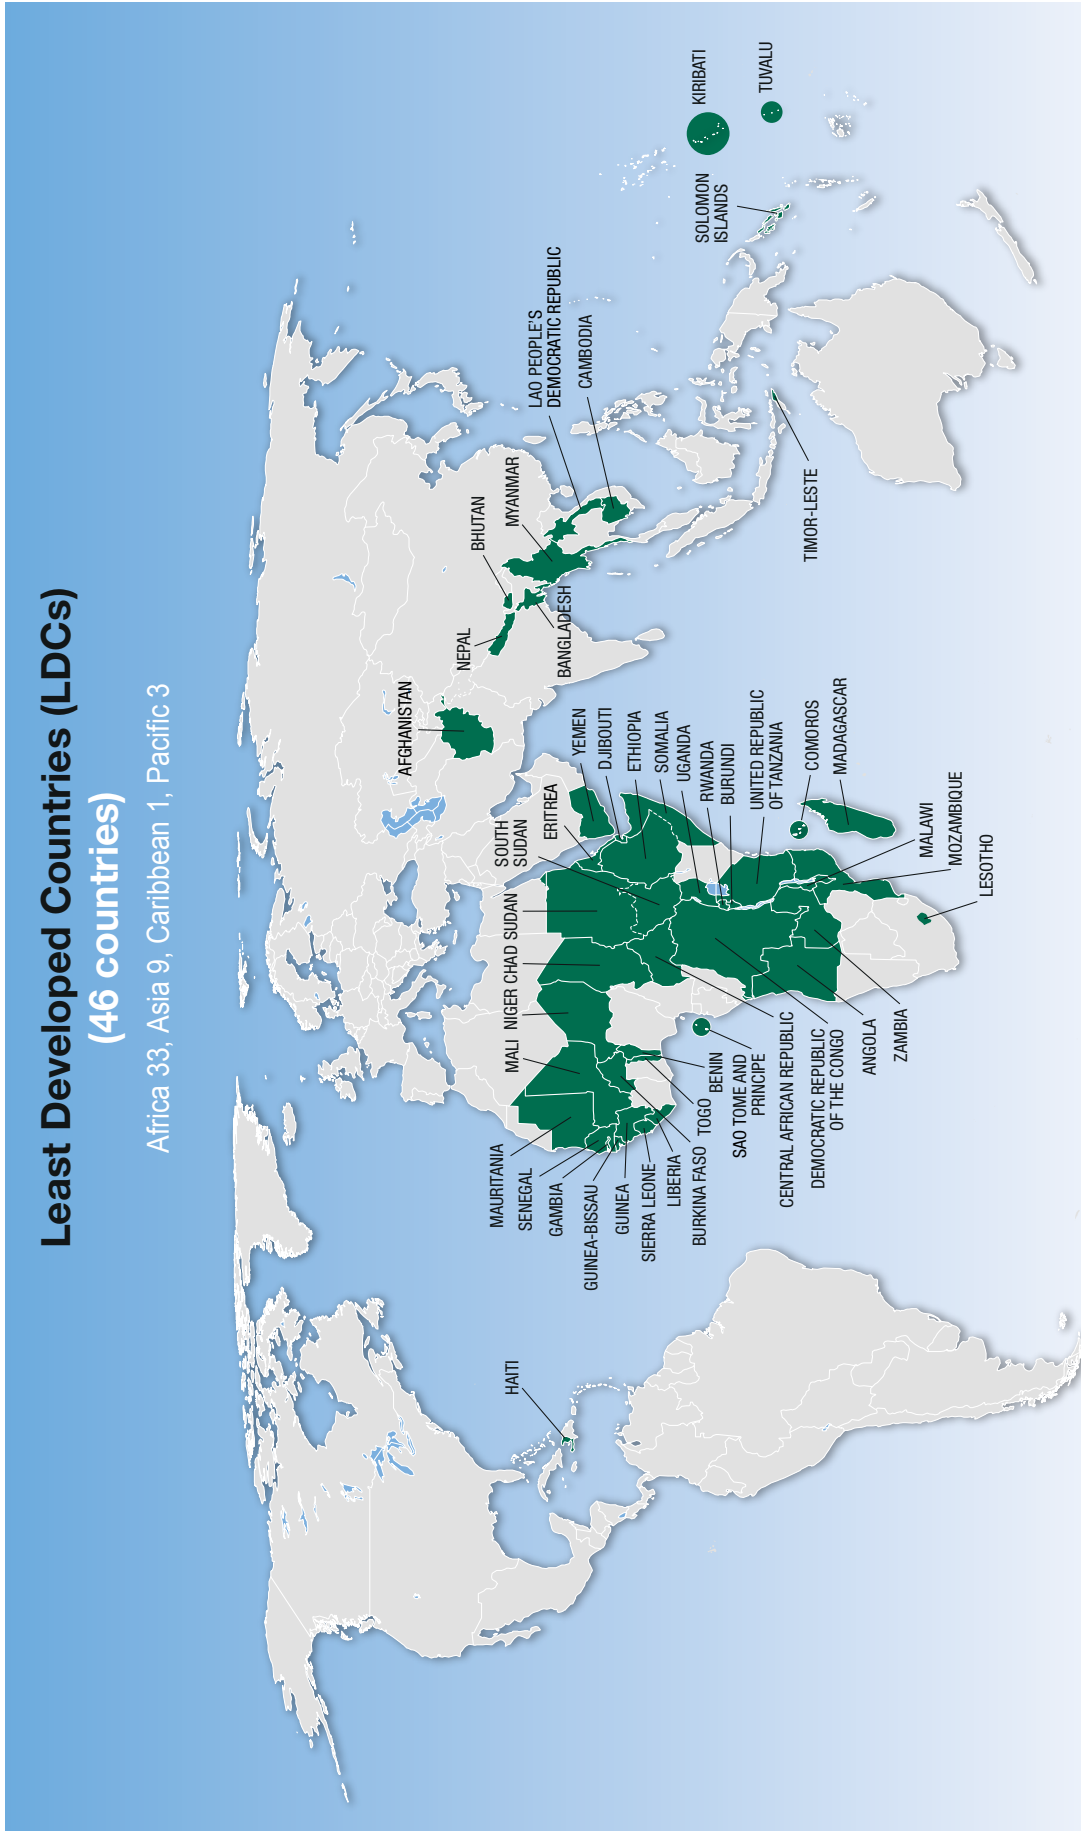 Least Developed Countries (LDCs)
(46 countries)
Africa 33, Asia 9, Caribbean 1, Pacific 3
HAITI
MAURITANIA
SENEGAL
GAMBIA
GUINEA-BISSAU
GUINEA
SIERRA LEONE
LIBERIA
BURKINA FASO
TOGO
BENIN
SAO TOME AND
PRINCIPE
CENTRAL AFRICAN REPUBLIC
DEMOCRATIC REPUBLIC
OF THE CONGO
ANGOLA
ZAMBIA
MALI
NIGER
CHAD
SUDAN
SOUTH
SUDAN
ERITREA
YEMEN
DJIBOUTI
ETHIOPIA
SOMALIA
UGANDA
RWANDA
BURUNDI
UNITED REPUBLIC
OF TANZANIA
COMOROS
MADAGASCAR
MALAWI
MOZAMBIQUE
LESOTHO
AFGHANISTAN
NEPAL
BHUTAN
BANGLADESH
MYANMAR
LAO PEOPLE'S
DEMOCRATIC REPUBLIC
CAMBODIA
TIMOR-LESTE
SOLOMON
ISLANDS
KIRIBATI
TUVALU